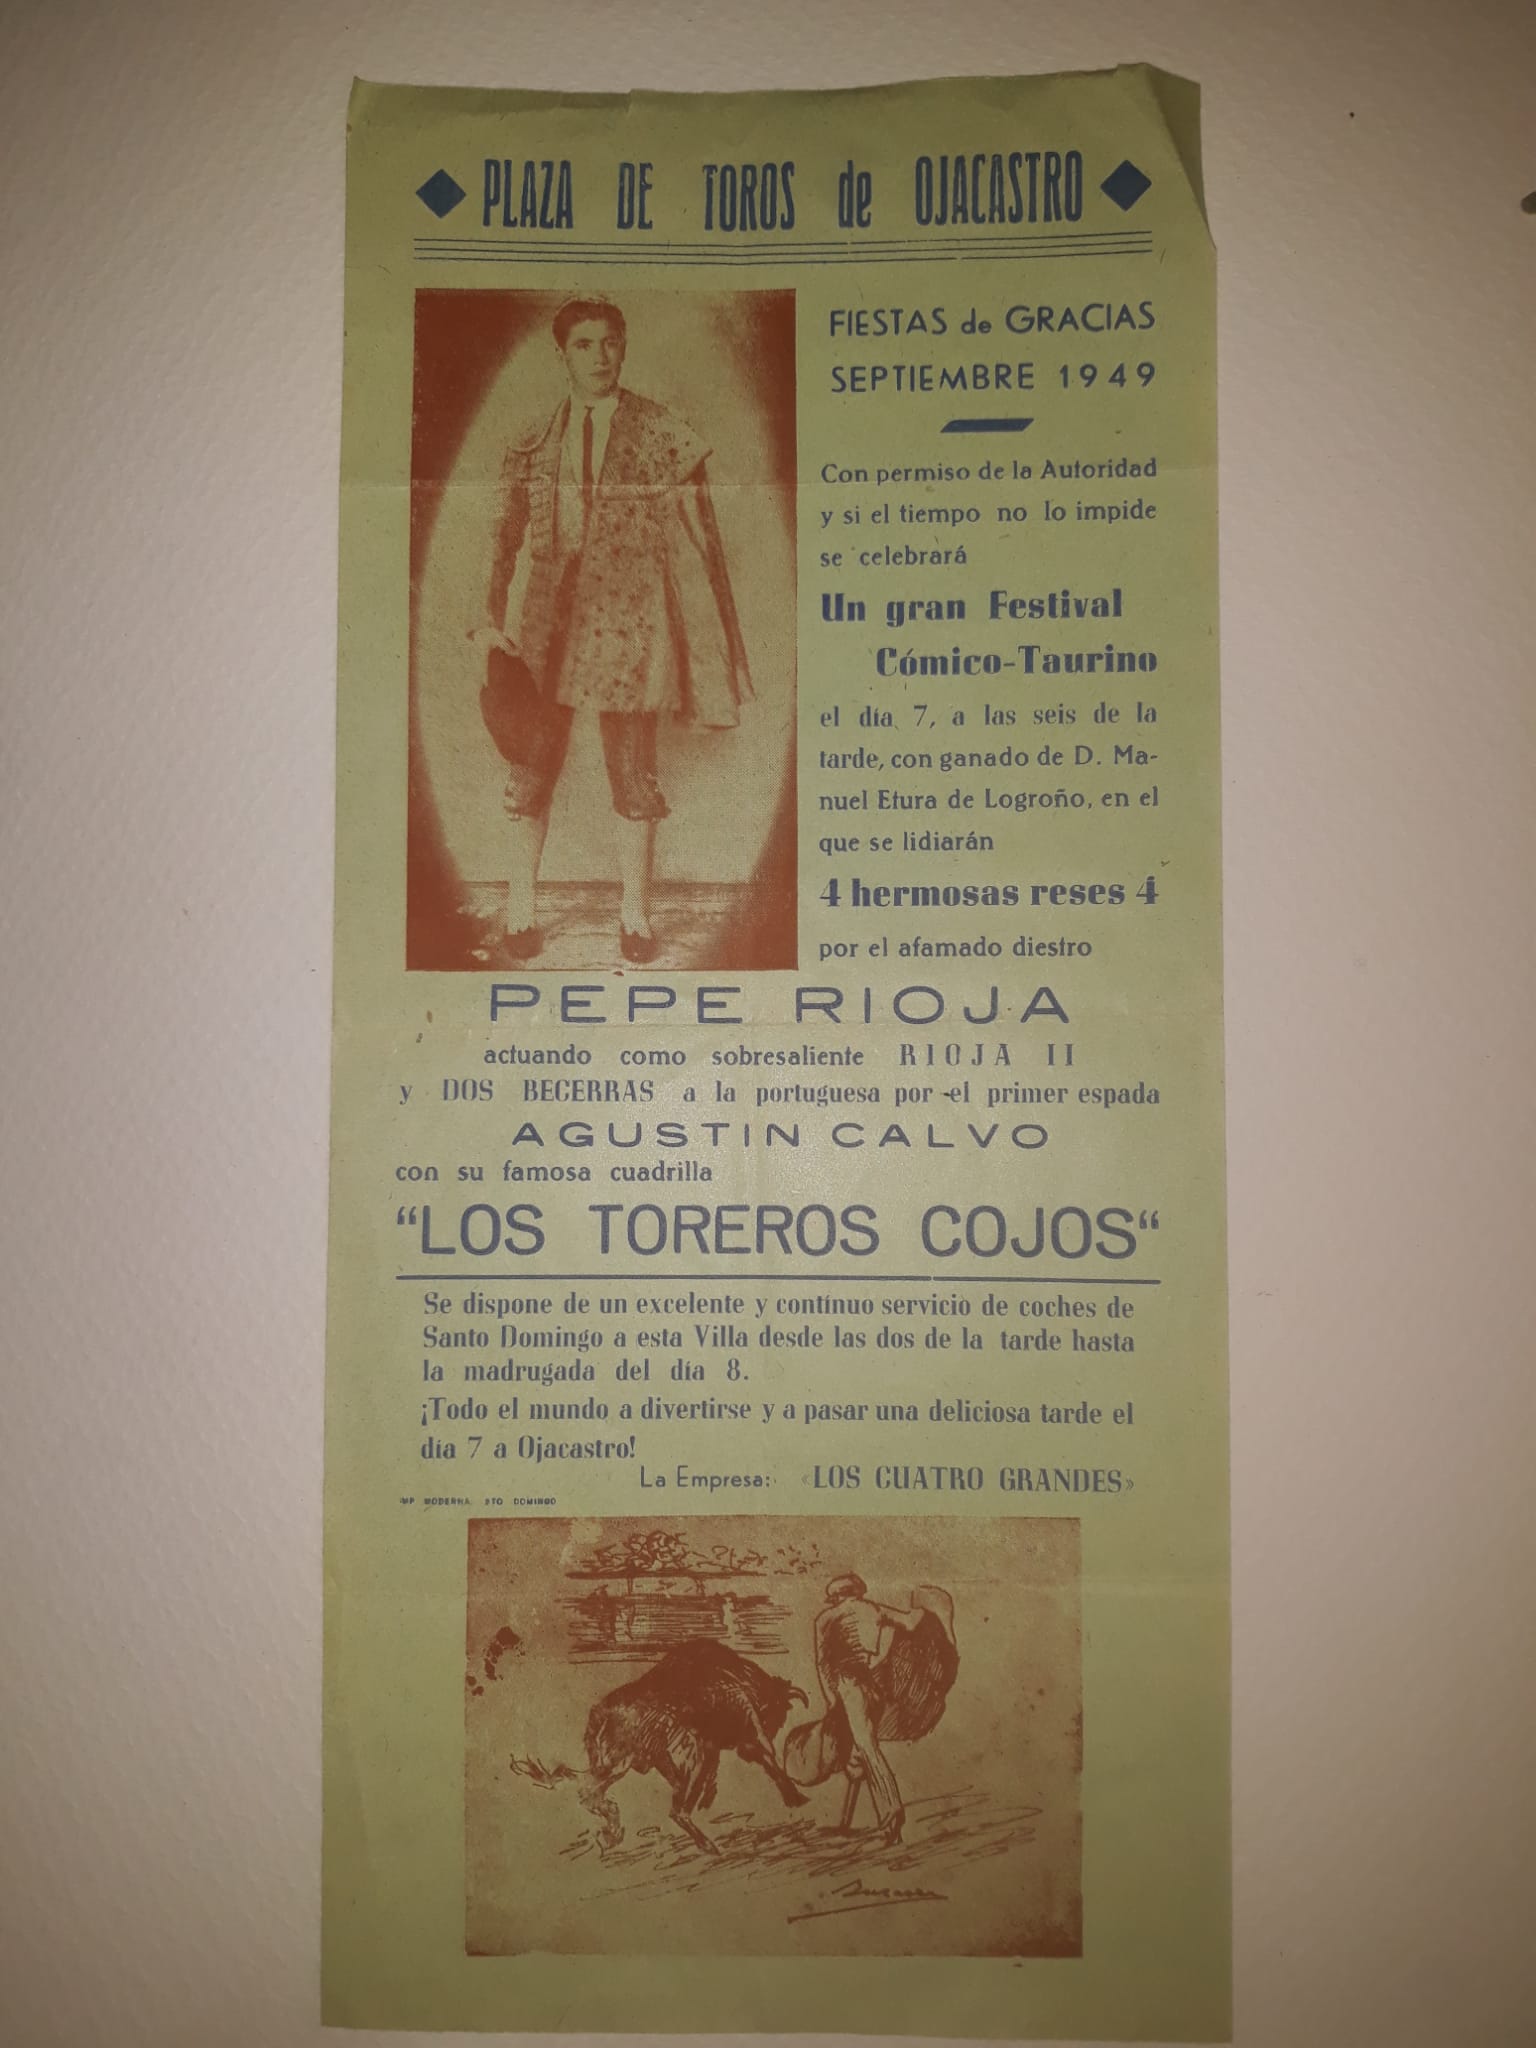 PLAZA DE TOROS de OJACASTRO
FIESTAS de GRACIAS
SEPTIEMBRE 1949
Con permiso de la Autoridad
y si el tiempo no lo impide
se celebrará
Un gran Festival
Cómico-Taurino
el día 7, a las seis de la
tarde, con ganado de D. Ma-
nuel Etura de Logroño, en el
que se lidiarán
4 hermosas reses 4
por el afamado diestro
PEPE RIOJA
actuando como sobresaliente RIOJA II
y DOS BECERRAS a la portuguesa por el primer espada
AGUSTIN CALVO
con su famosa cuadrilla
“LOS TOREROS COJOS“
Se dispone de un excelente y contínuo servicio de coches de
Santo Domingo a esta Villa desde las dos de la tarde hasta
la madrugada del día 8.
¡Todo el mundo a divertirse y a pasar una deliciosa tarde el
día 7 a Ojacastro!
La Empresa: «LOS CUATRO GRANDES»
IMP MODERNA. STO DOMINGO